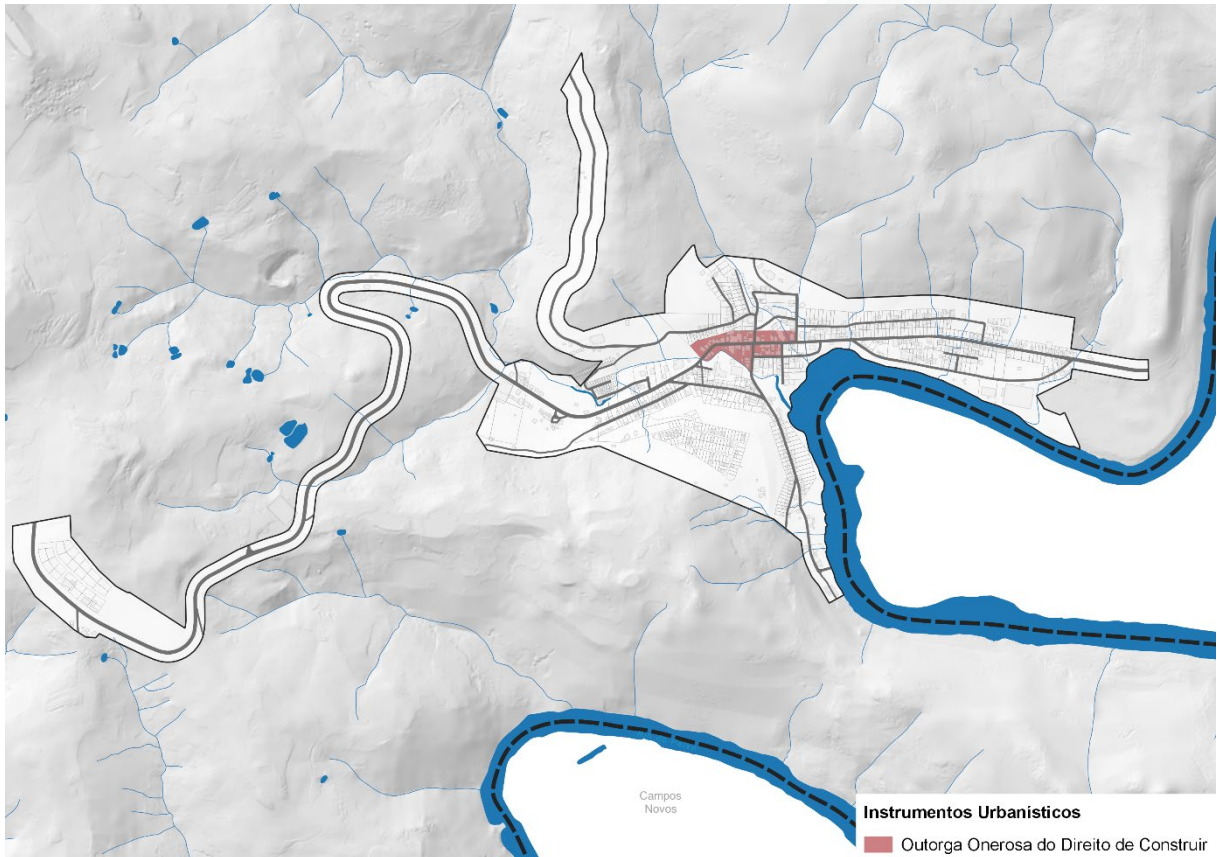 Campos
Novos
Instrumentos Urbanísticos
Outorga Onerosa do Direito de Construir